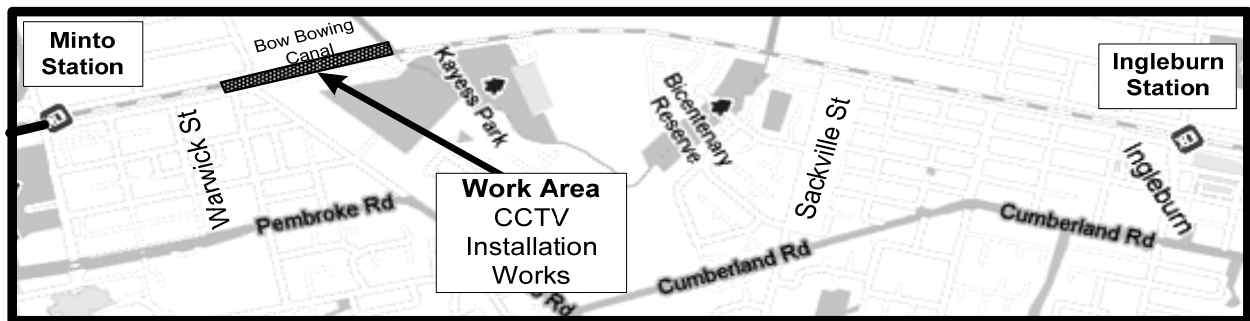 Minto
Station
Bow Bowing
Canal
Kayess Park
Bicentenary
Reserve
Ingleburn
Station
Warwick St
Sackville St
Ingleburn
Work Area
CCTV
Installation
Works
Pembroke Rd
Cumberland Rd
Cumberland Rd
Rd